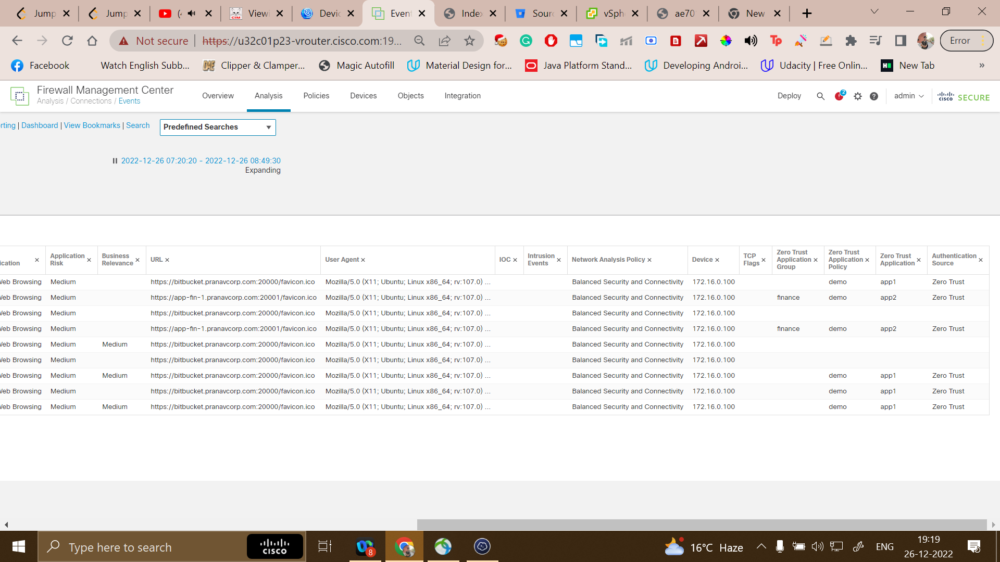 Jump
Jump
(
View
Devic
Event
Index
Sour
vSph
ae70
New
Not secure
https://u32c01p23-vrouter.cisco.com:19...
Error
Facebook
Watch English Subb...
Clipper & Clamper...
Magic Autofill
Material Design for...
Java Platform Stand...
Developing Androi...
Udacity | Free Onlin...
New Tab
»
Firewall Management Center
Analysis / Connections / Events
Overview
Analysis
Policies
Devices
Objects
Integration
Deploy
2
admin
cisco SECURE
rting | Dashboard | View Bookmarks | Search
Predefined Searches
2022-12-26 07:20:20 - 2022-12-26 08:49:30
Expanding
ication Application Risk Business Relevance URL User Agent IOC Intrusion Events Network Analysis Policy Device TCP Flags Zero Trust Application Group Zero Trust Application Policy Zero Trust Application Authentication Source
Web Browsing Medium https://bitbucket.pranavcorp.com:20000/favicon.ico Mozilla/5.0 (X11; Ubuntu; Linux x86_64; rv:107.0) ... Balanced Security and Connectivity 172.16.0.100 demo app1 Zero Trust
Web Browsing Medium https://app-fin-1.pranavcorp.com:20001/favicon.ico Mozilla/5.0 (X11; Ubuntu; Linux x86_64; rv:107.0) ... Balanced Security and Connectivity 172.16.0.100 finance demo app2 Zero Trust
Web Browsing Medium https://bitbucket.pranavcorp.com:20000/favicon.ico Mozilla/5.0 (X11; Ubuntu; Linux x86_64; rv:107.0) ... Balanced Security and Connectivity 172.16.0.100
Web Browsing Medium https://app-fin-1.pranavcorp.com:20001/favicon.ico Mozilla/5.0 (X11; Ubuntu; Linux x86_64; rv:107.0) ... Balanced Security and Connectivity 172.16.0.100 finance demo app2 Zero Trust
Web Browsing Medium Medium https://bitbucket.pranavcorp.com:20000/favicon.ico Mozilla/5.0 (X11; Ubuntu; Linux x86_64; rv:107.0) ... Balanced Security and Connectivity 172.16.0.100
Web Browsing Medium https://bitbucket.pranavcorp.com:20000/favicon.ico Mozilla/5.0 (X11; Ubuntu; Linux x86_64; rv:107.0) ... Balanced Security and Connectivity 172.16.0.100
Web Browsing Medium Medium https://bitbucket.pranavcorp.com:20000/favicon.ico Mozilla/5.0 (X11; Ubuntu; Linux x86_64; rv:107.0) ... Balanced Security and Connectivity 172.16.0.100 demo app1 Zero Trust
Web Browsing Medium https://bitbucket.pranavcorp.com:20000/favicon.ico Mozilla/5.0 (X11; Ubuntu; Linux x86_64; rv:107.0) ... Balanced Security and Connectivity 172.16.0.100 demo app1 Zero Trust
Web Browsing Medium Medium https://bitbucket.pranavcorp.com:20000/favicon.ico Mozilla/5.0 (X11; Ubuntu; Linux x86_64; rv:107.0) ... Balanced Security and Connectivity 172.16.0.100 demo app1 Zero Trust
Type here to search
cisco
8
16°C Haze
ENG
19:19
26-12-2022